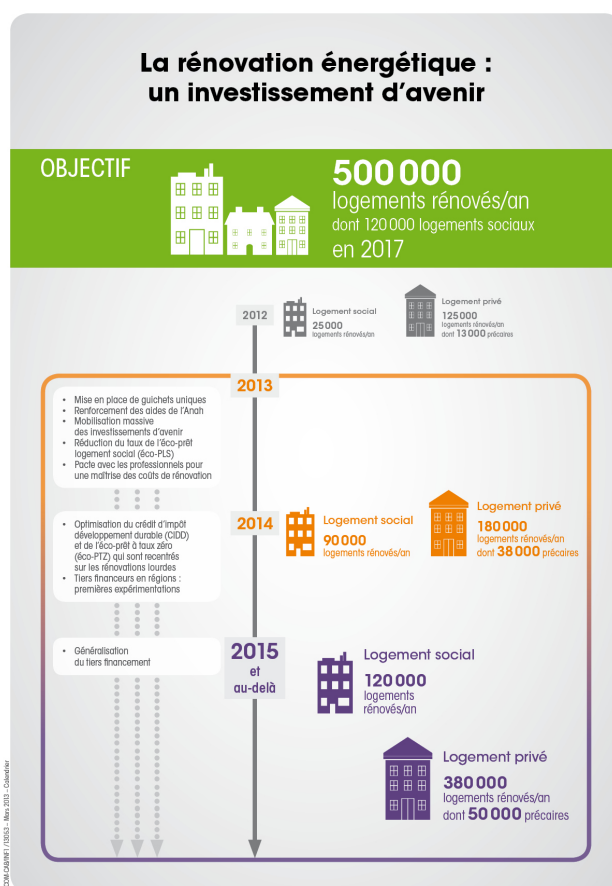 La rénovation énergétique :
un investissement d’avenir
OBJECTIF
500 000
logements rénovés/an
dont 120 000 logements sociaux
en 2017
2012
Logement social
25 000
logements rénovés/an
Logement privé
125 000
logements rénovés/an
dont 13 000 précaires
2013
• Mise en place de guichets uniques
• Renforcement des aides de l’Anah
• Mobilisation massive
des investissements d’avenir
• Réduction du taux de l’éco-prêt
logement social (éco-PLS)
• Pacte avec les professionnels pour
une maîtrise des coûts de rénovation
2014
• Optimisation du crédit d’impôt
développement durable (CIDD)
et de l’éco-prêt à taux zéro
(éco-PTZ) qui sont recentrés
sur les rénovations lourdes
• Tiers financeurs en régions :
premières expérimentations
Logement social
90 000
logements rénovés/an
Logement privé
180 000
logements rénovés/an
dont 38 000 précaires
2015
et
au-delà
• Généralisation
du tiers financement
Logement social
120 000
logements
rénovés/an
Logement privé
380 000
logements rénovés/an
dont 50 000 précaires
COM-CAB/INF1 /13053 – Mars 2013 – Calendrier